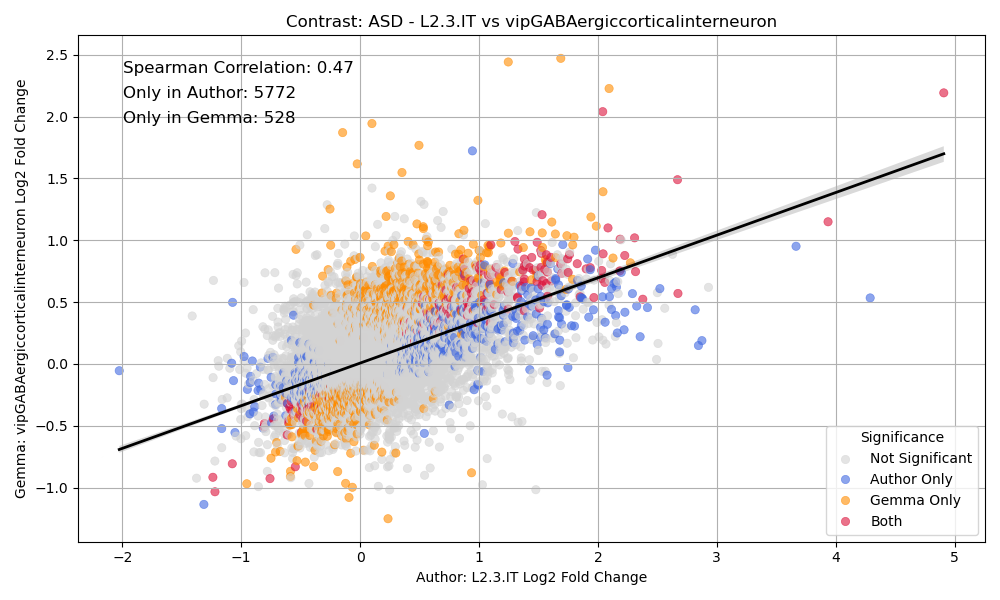 Contrast: ASD - L2.3.IT vs vipGABAergiccorticalinterneuron
Spearman Correlation: 0.47
Only in Author: 5772
Only in Gemma: 528
Gemma: vipGABAergiccorticalinterneuron Log2 Fold Change
2.5
2.0
1.5
1.0
0.5
0.0
−0.5
−1.0
Significance
Not Significant
Author Only
Gemma Only
Both
−2
−1
0
1
2
3
4
5
Author: L2.3.IT Log2 Fold Change